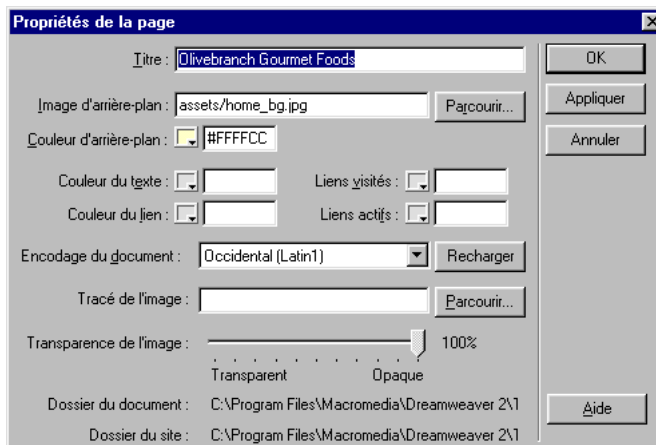 Propriétés de la page
Titre : Olivebranch Gourmet Foods OK
Image d'arrière-plan : assets/home_bg.jpg Parcourir... Appliquer
Couleur d'arrière-plan : #FFFFCC Annuler
Couleur du texte : Liens visités :
Couleur du lien : Liens actifs :
Encodage du document : Occidental (Latin1) Recharger
Tracé de l'image : Parcourir...
Transparence de l'image : 100%
Transparent Opaque
Dossier du document : C:\Program Files\Macromedia\Dreamweaver 2\1 Aide
Dossier du site : C:\Program Files\Macromedia\Dreamweaver 2\1